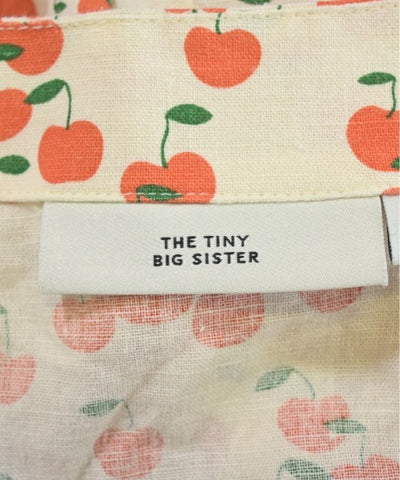 THE TINY
BIG SISTER